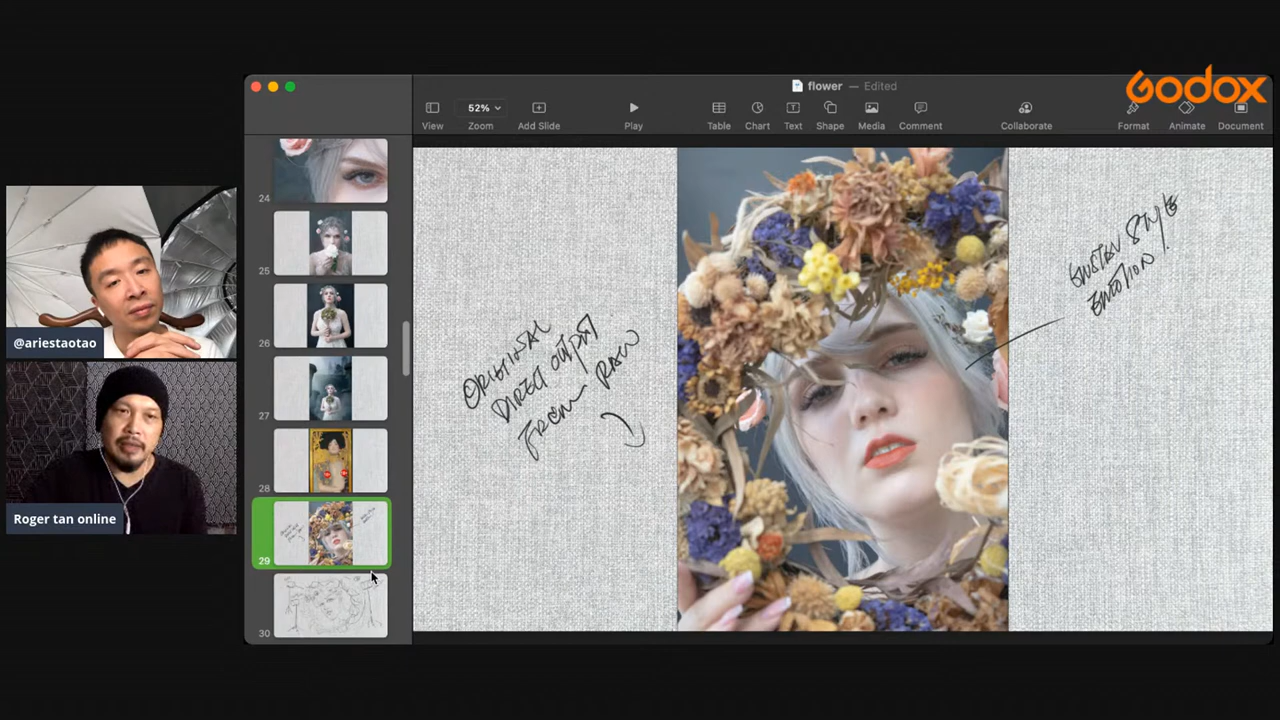 GODOX
flower — Edited
View
52%
Zoom
Add Slide
Play
Table
Chart
Text
Shape
Media
Comment
Collaborate
Format
Animate
Document
@ariestaotao
Roger tan online
24
25
26
27
28
29
30
ORIGINAL
DIRECT OUTPUT
FROM RAW
STYLE
EMOTION!